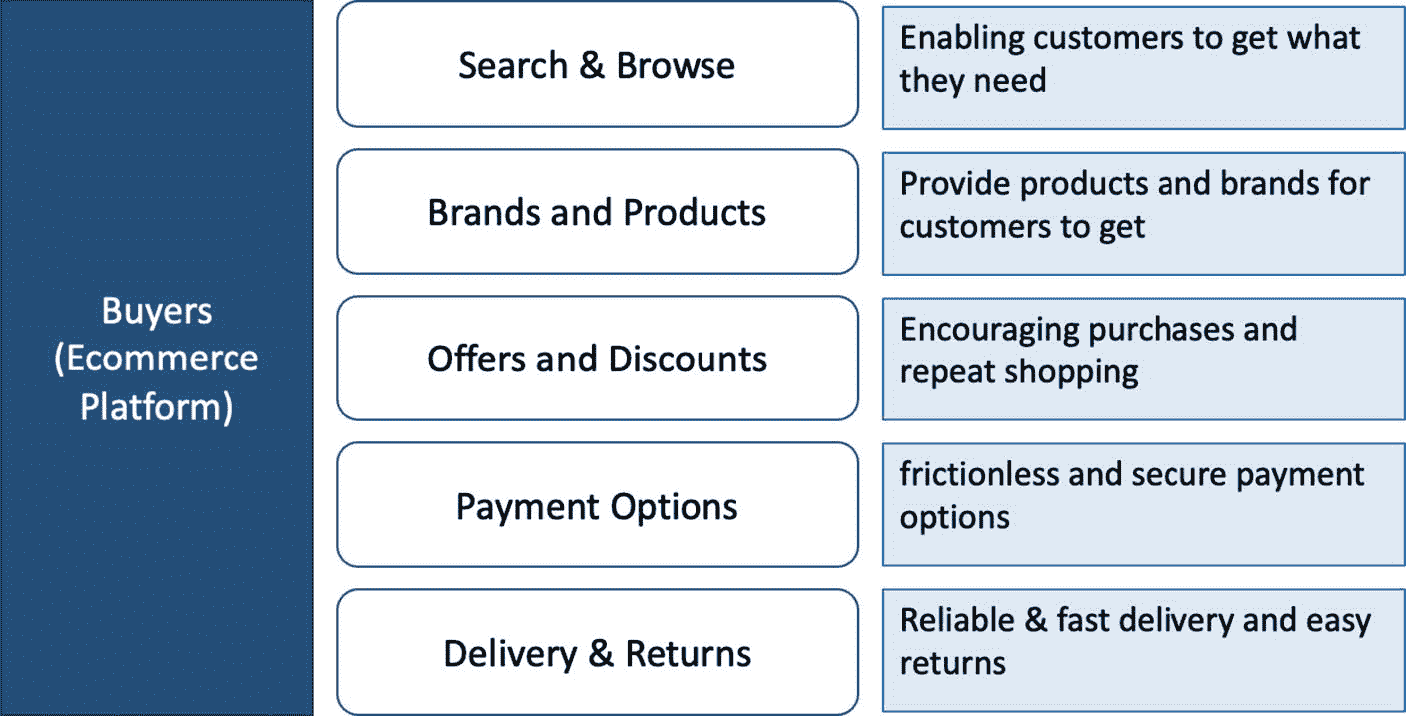 Buyers
(Ecommerce
Platform)
Search & Browse
Enabling customers to get what
they need
Brands and Products
Provide products and brands for
customers to get
Offers and Discounts
Encouraging purchases and
repeat shopping
Payment Options
frictionless and secure payment
options
Delivery & Returns
Reliable & fast delivery and easy
returns